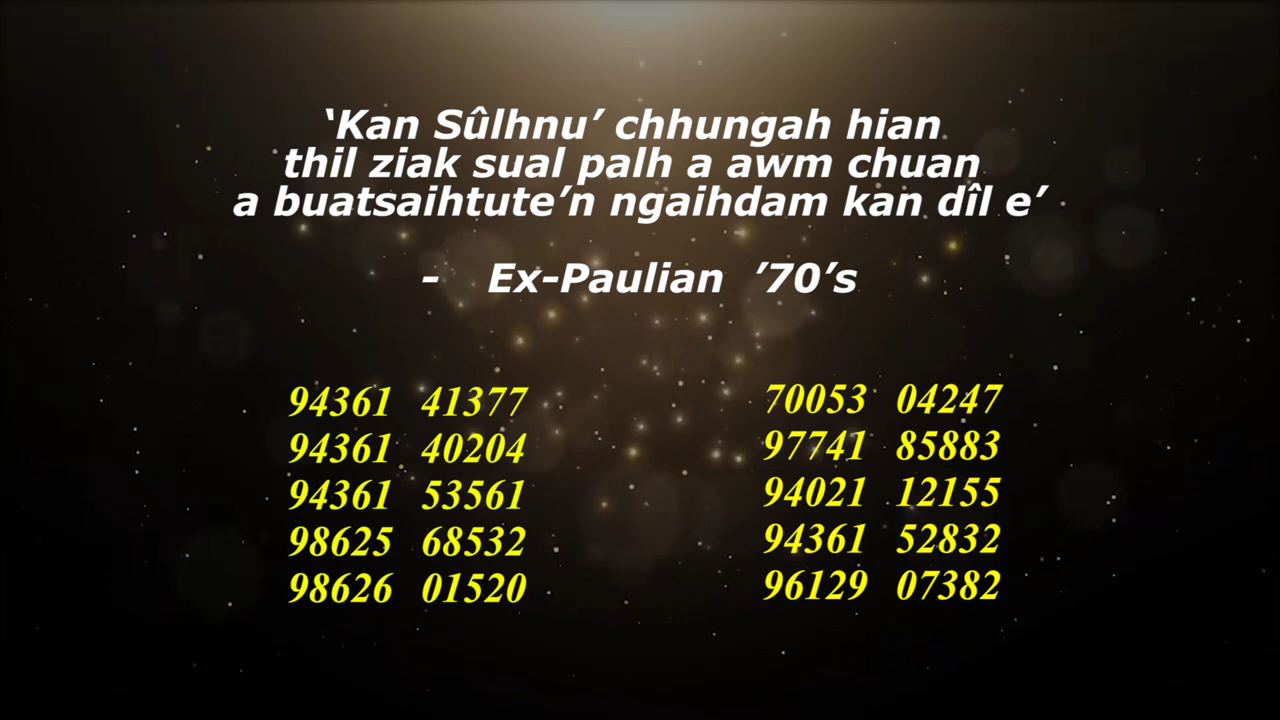 ‘Kan Sûlhnu’ chhungah hian
thil ziak sual palh a awm chuan
a buatsaihtute’n ngaihdam kan dîl e’
- Ex-Paulian ’70’s
94361 41377
94361 40204
94361 53561
98625 68532
98626 01520
70053 04247
97741 85883
94021 12155
94361 52832
96129 07382